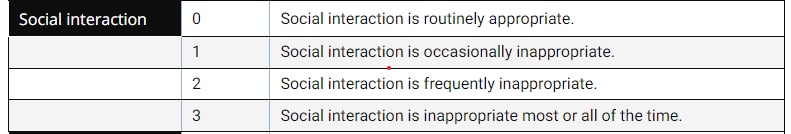 Social interaction 0 Social interaction is routinely appropriate.
1 Social interaction is occasionally inappropriate.
2 Social interaction is frequently inappropriate.
3 Social interaction is inappropriate most or all of the time.